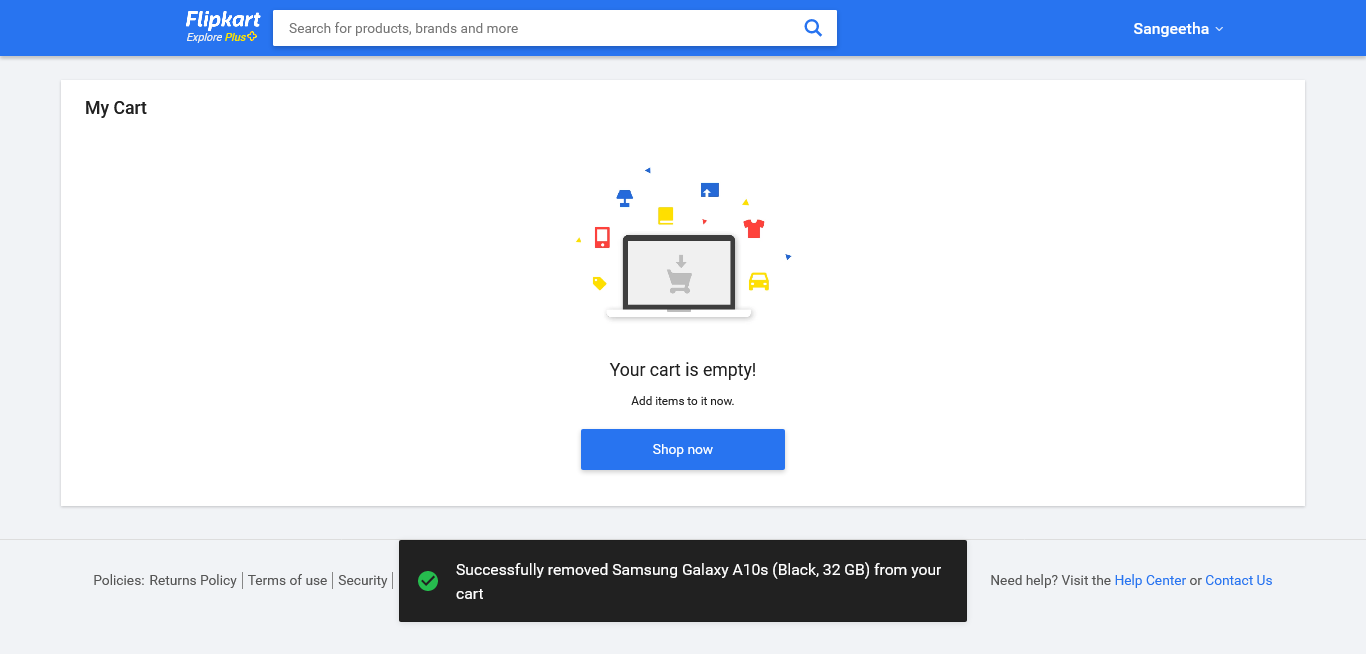 Flipkart
Explore Plus
Search for products, brands and more
Sangeetha
My Cart
Your cart is empty!
Add items to it now.
Shop now
Policies: Returns Policy | Terms of use | Security |
Successfully removed Samsung Galaxy A10s (Black, 32 GB) from your
cart
Need help? Visit the Help Center or Contact Us